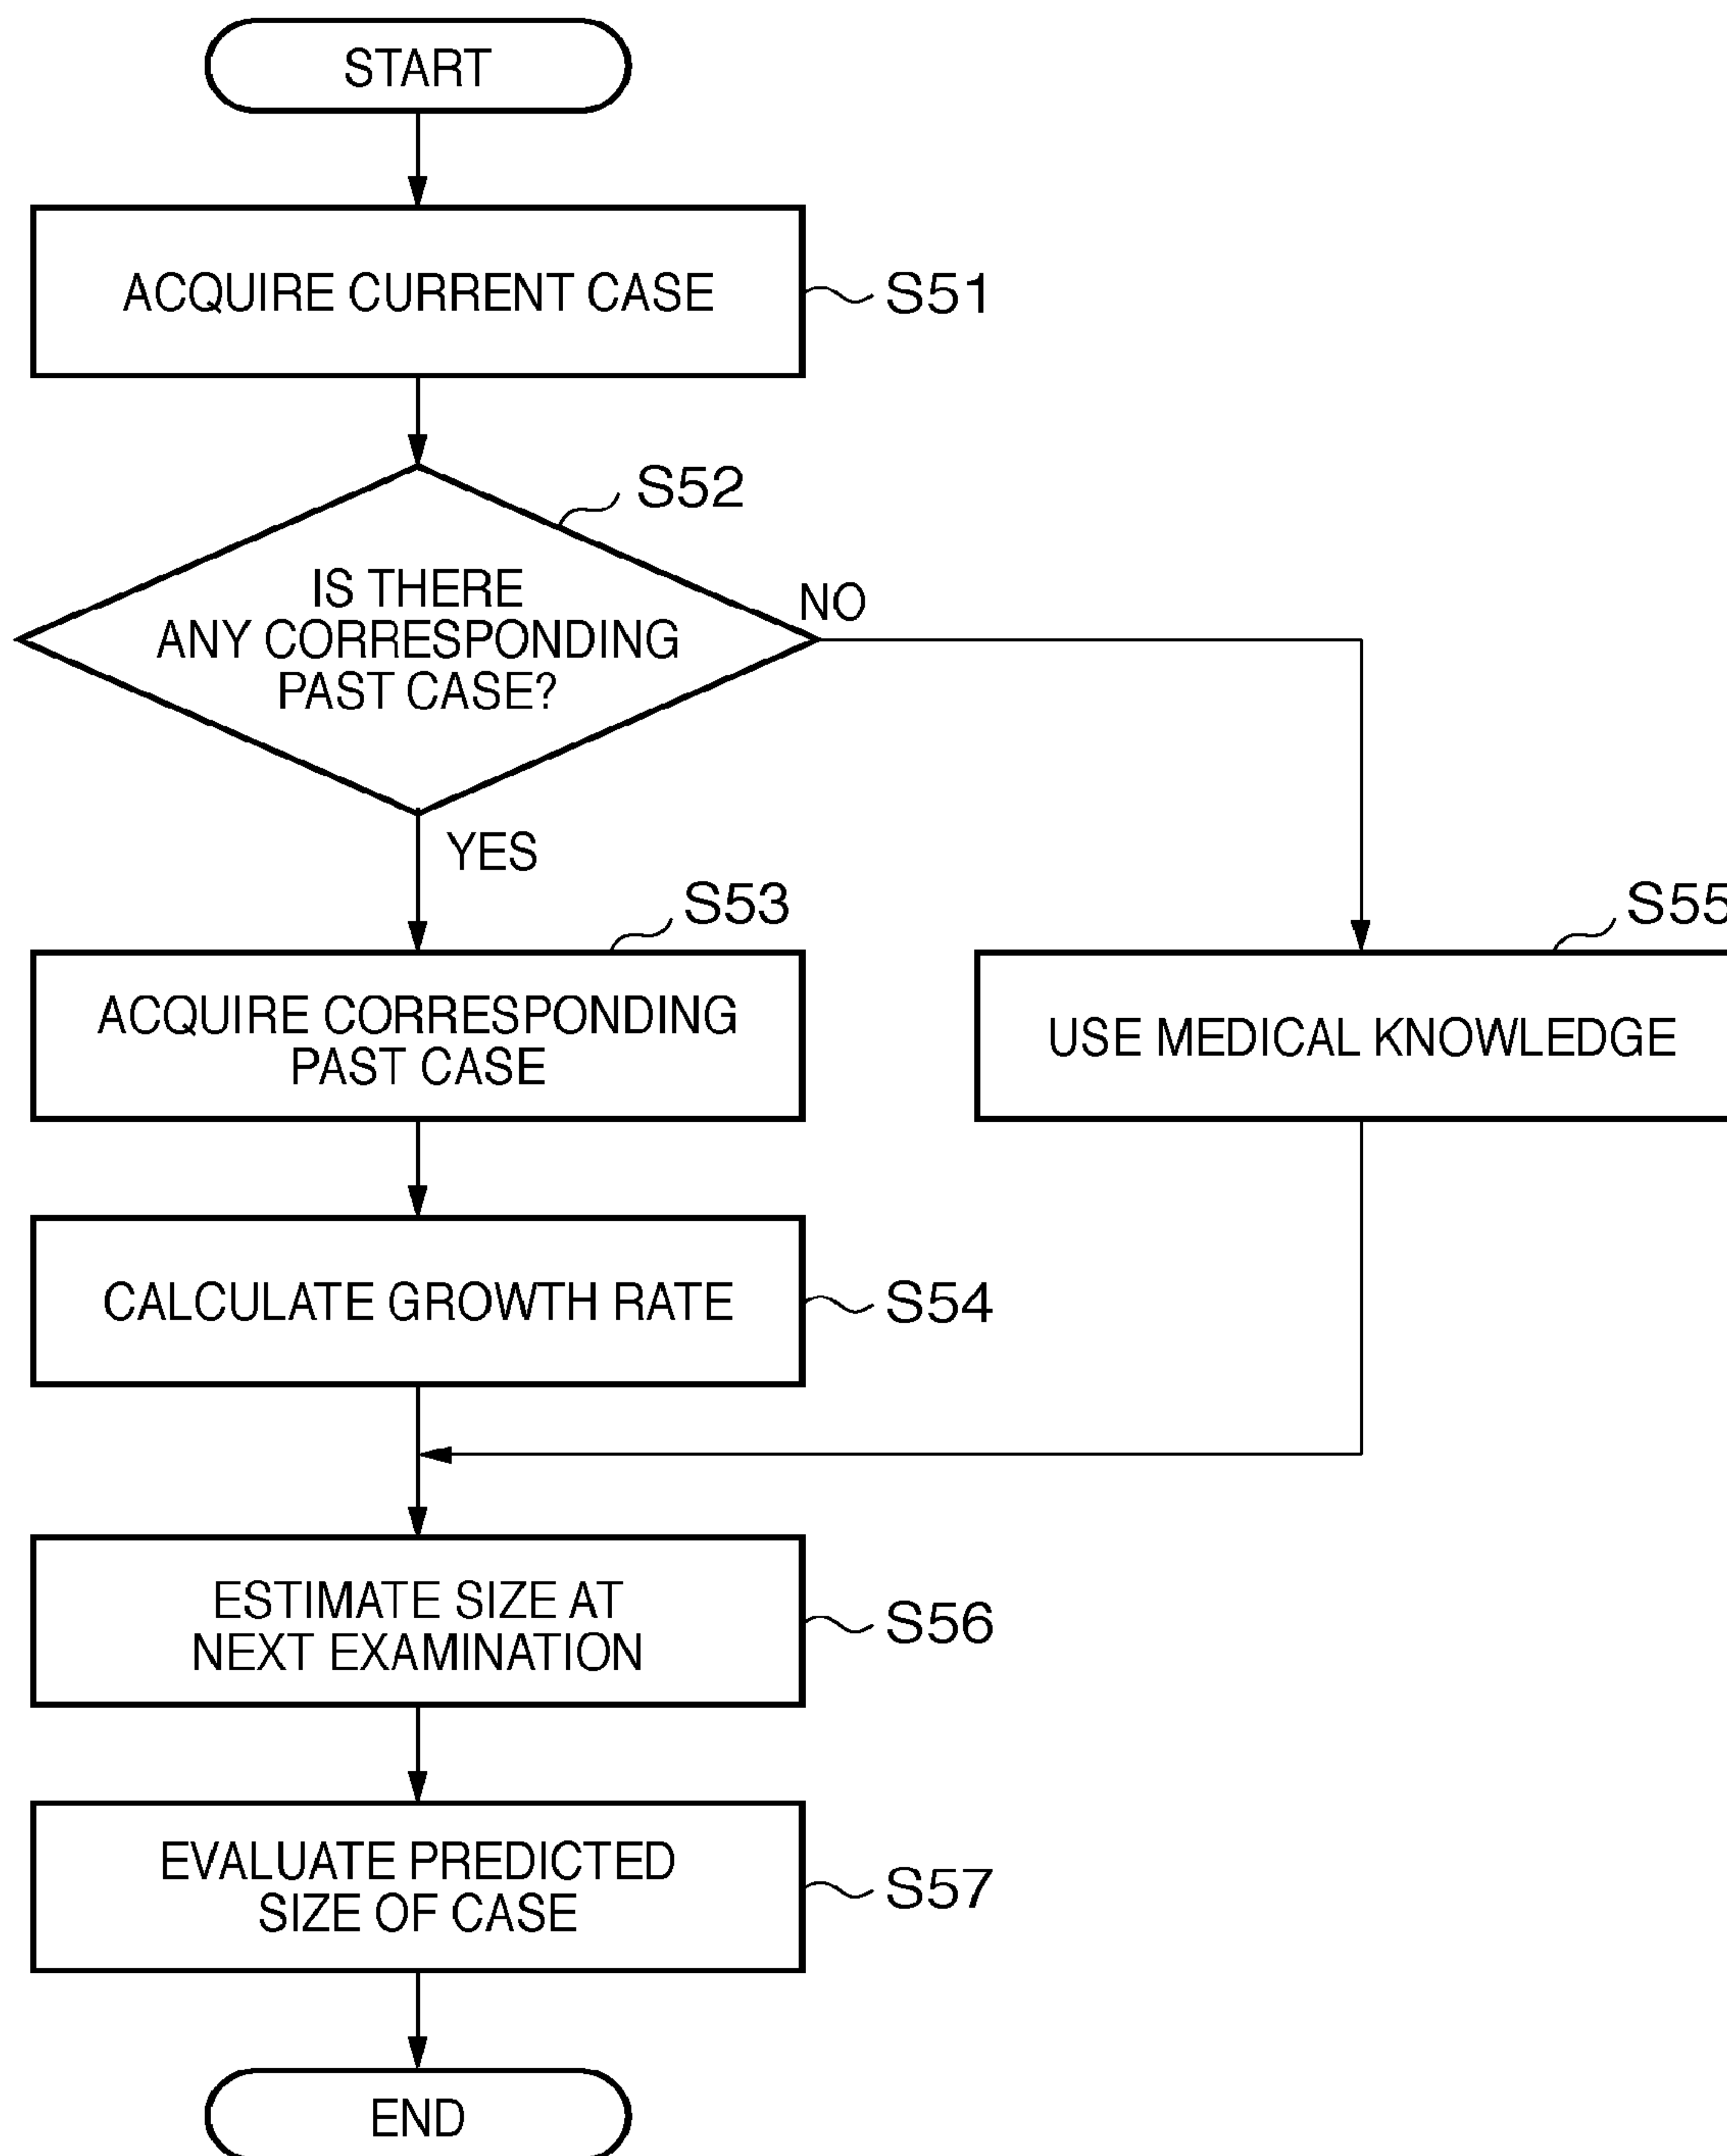 START
ACQUIRE CURRENT CASE
S51
S52
IS THERE
ANY CORRESPONDING
PAST CASE?
NO
YES
S53
ACQUIRE CORRESPONDING
PAST CASE
S55
USE MEDICAL KNOWLEDGE
CALCULATE GROWTH RATE
S54
ESTIMATE SIZE AT
NEXT EXAMINATION
S56
EVALUATE PREDICTED
SIZE OF CASE
S57
END